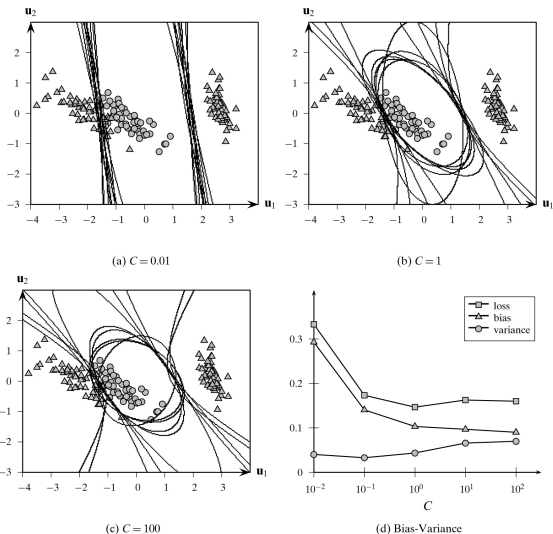 u2
2
1
0
−1
−2
−3
−4 −3 −2 −1 0 1 2 3
u1
(a) C = 0.01
u2
2
1
0
−1
−2
−3
−4 −3 −2 −1 0 1 2 3
u1
(b) C = 1
u2
2
1
0
−1
−2
−3
−4 −3 −2 −1 0 1 2 3
u1
(c) C = 100
loss
bias
variance
0.3
0.2
0.1
0
10−2 10−1 100 101 102
C
(d) Bias-Variance